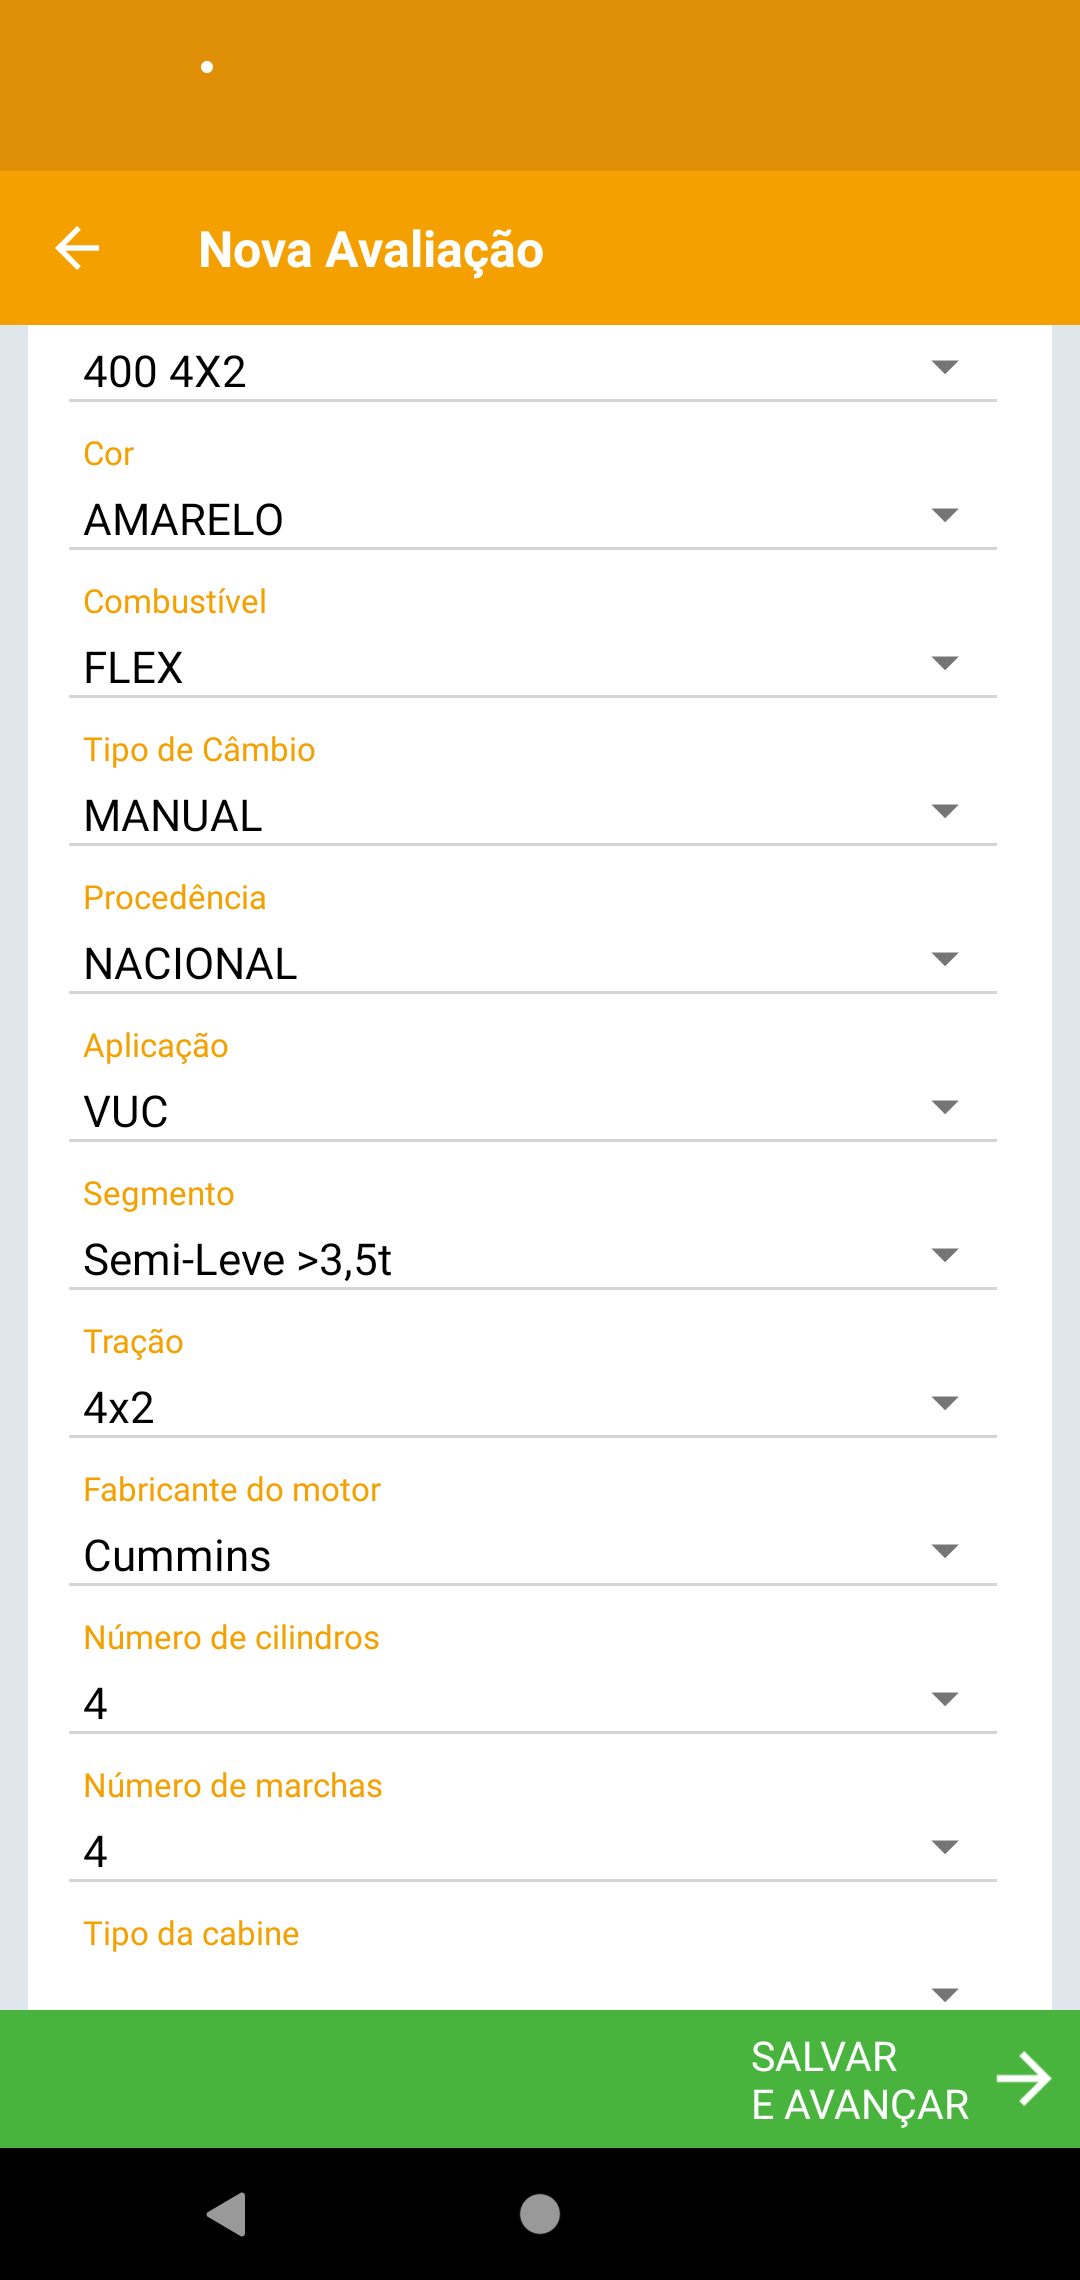 Nova Avaliação
400 4X2
Cor
AMARELO
Combustível
FLEX
Tipo de Câmbio
MANUAL
Procedência
NACIONAL
Aplicação
VUC
Segmento
Semi-Leve >3,5t
Tração
4x2
Fabricante do motor
Cummins
Número de cilindros
4
Número de marchas
4
Tipo da cabine
SALVAR
E AVANÇAR